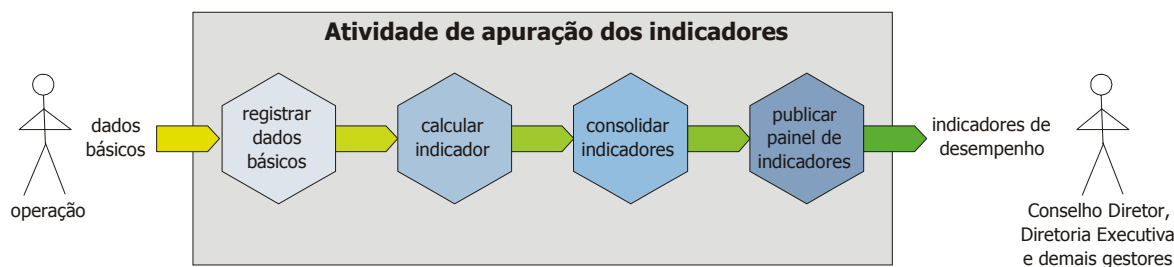 Atividade de apuração dos indicadores
operação
dados
básicos
registrar
dados
básicos
calcular
indicador
consolidar
indicadores
publicar
painel de
indicadores
indicadores de
desempenho
Conselho Diretor,
Diretoria Executiva
e demais gestores